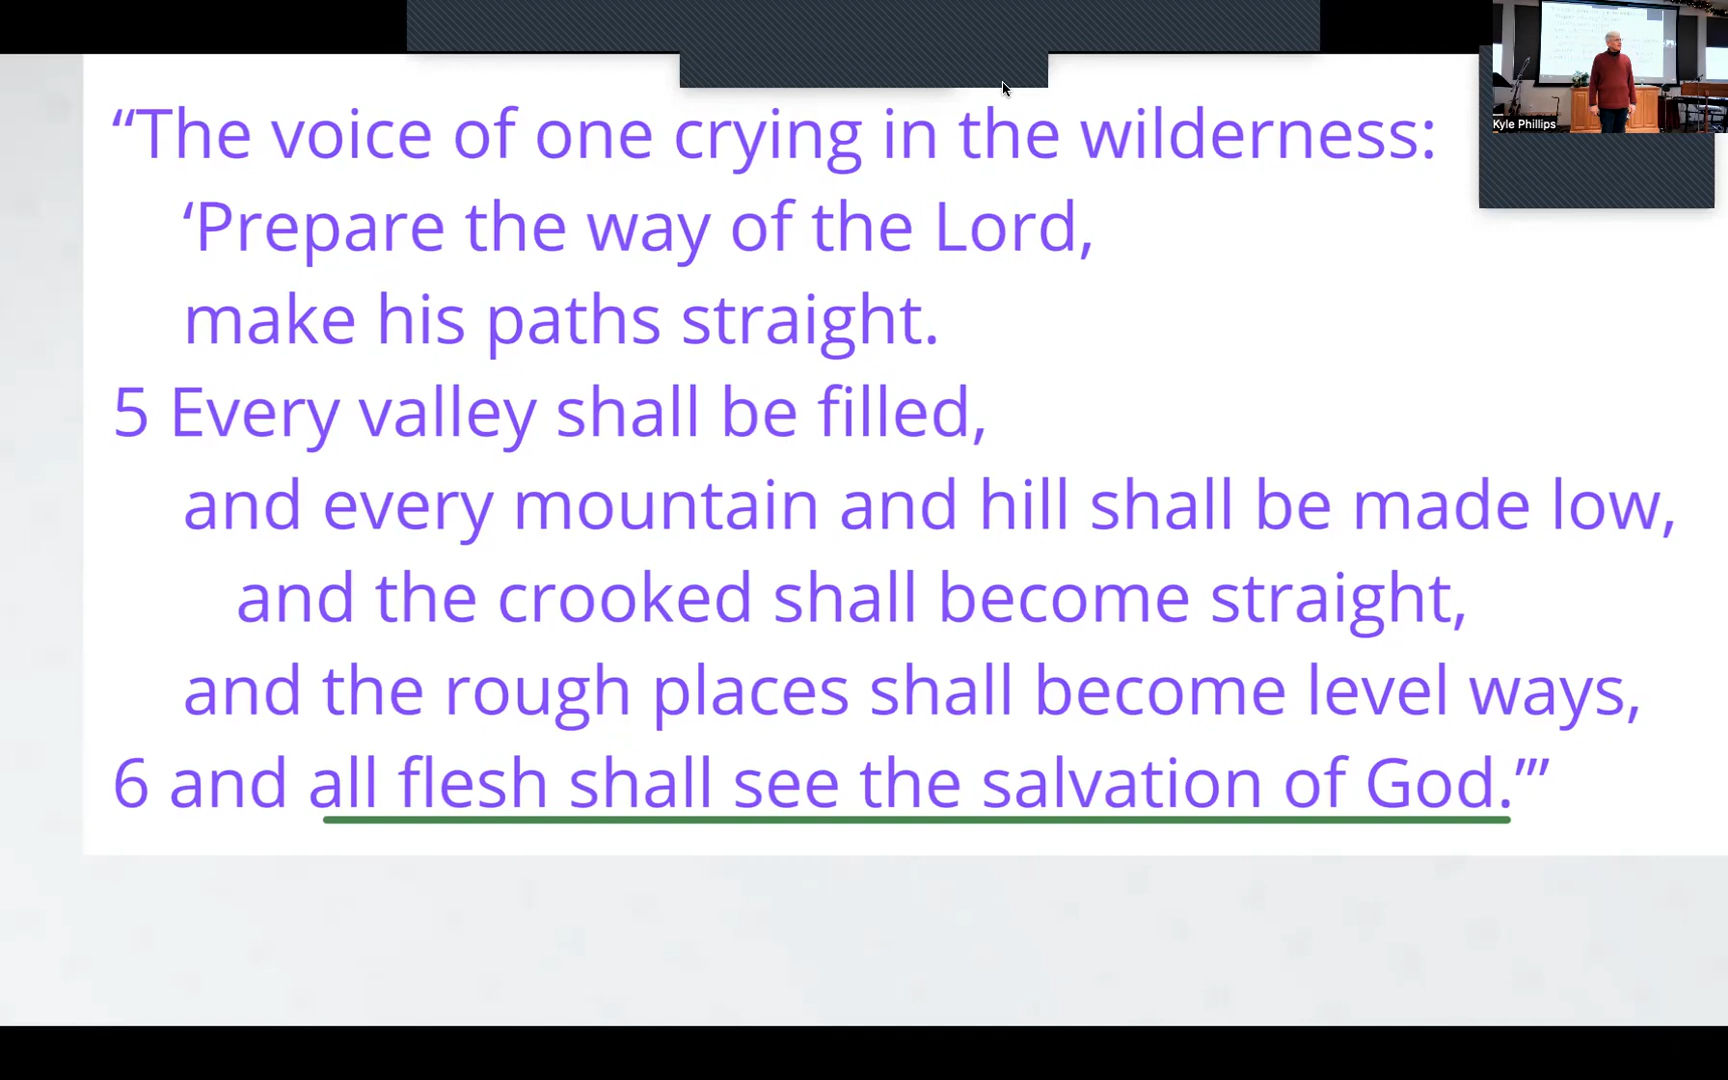 Kyle Phillips
“The voice of one crying in the wilderness:
‘Prepare the way of the Lord,
make his paths straight.
5 Every valley shall be filled,
and every mountain and hill shall be made low,
and the crooked shall become straight,
and the rough places shall become level ways,
6 and all flesh shall see the salvation of God.’”